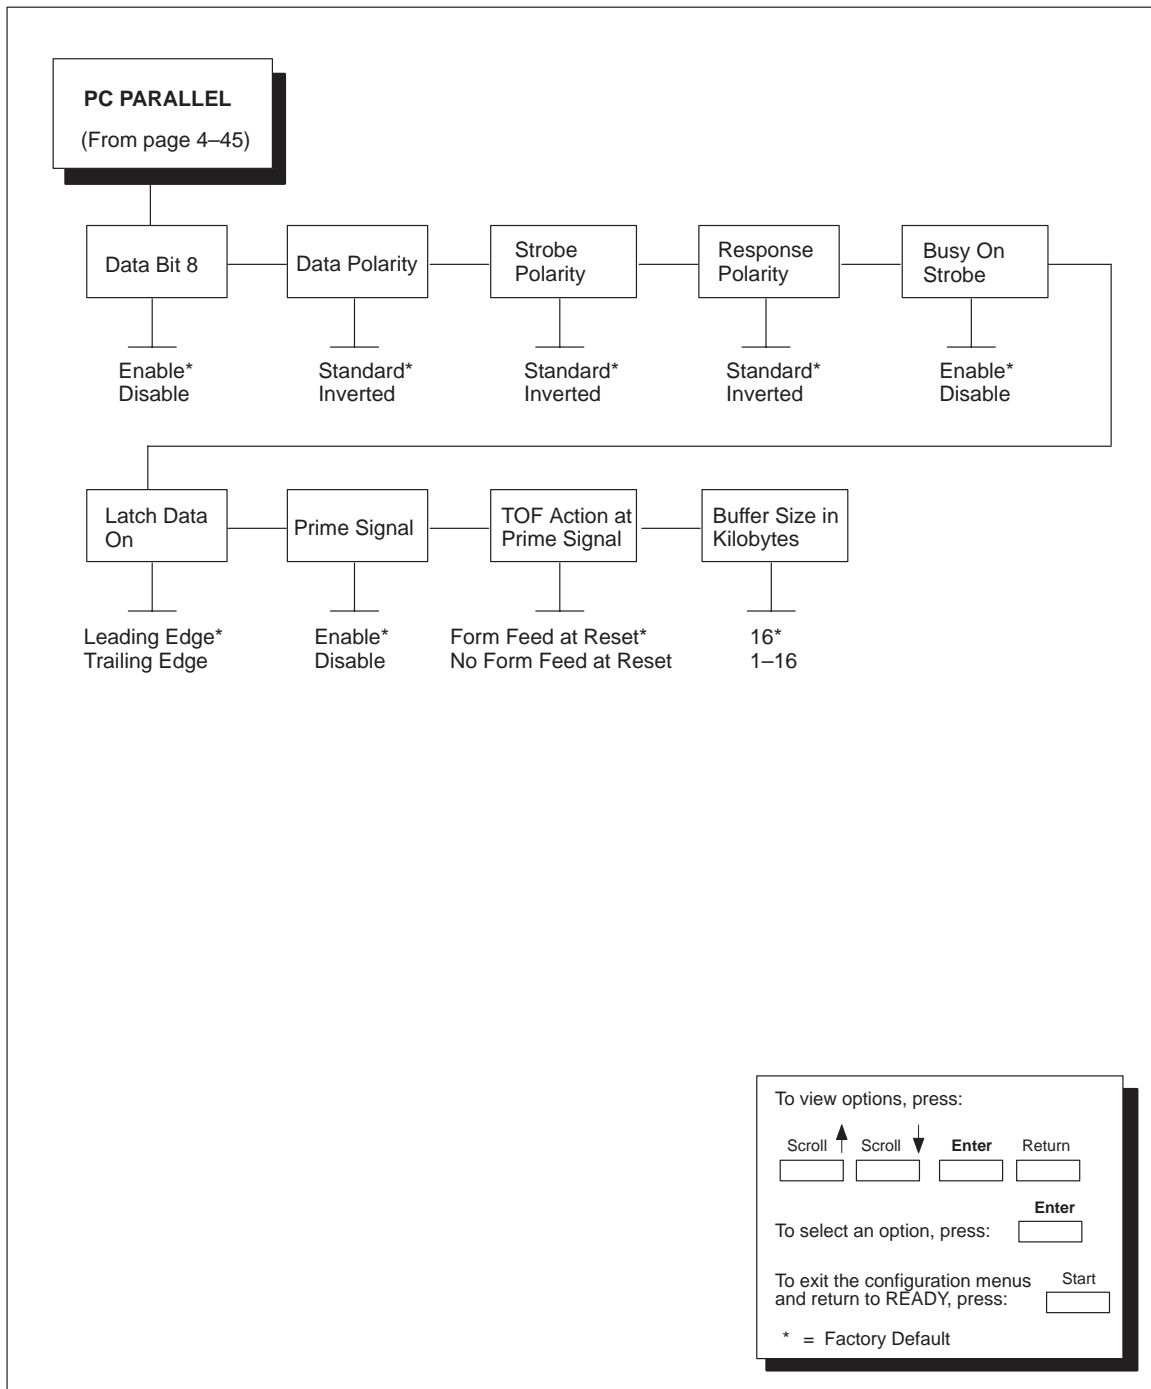 PC PARALLEL
(From page 4–45)
Data Bit 8
Data Polarity
Strobe
Polarity
Response
Polarity
Busy On
Strobe
Enable*
Disable
Standard*
Inverted
Standard*
Inverted
Standard*
Inverted
Enable*
Disable
Latch Data
On
Prime Signal
TOF Action at
Prime Signal
Buffer Size in
Kilobytes
Leading Edge*
Trailing Edge
Enable*
Disable
Form Feed at Reset*
No Form Feed at Reset
16*
1–16
To view options, press:
Scroll Scroll Enter Return
Enter
To select an option, press:
To exit the configuration menus Start
and return to READY, press:
* = Factory Default